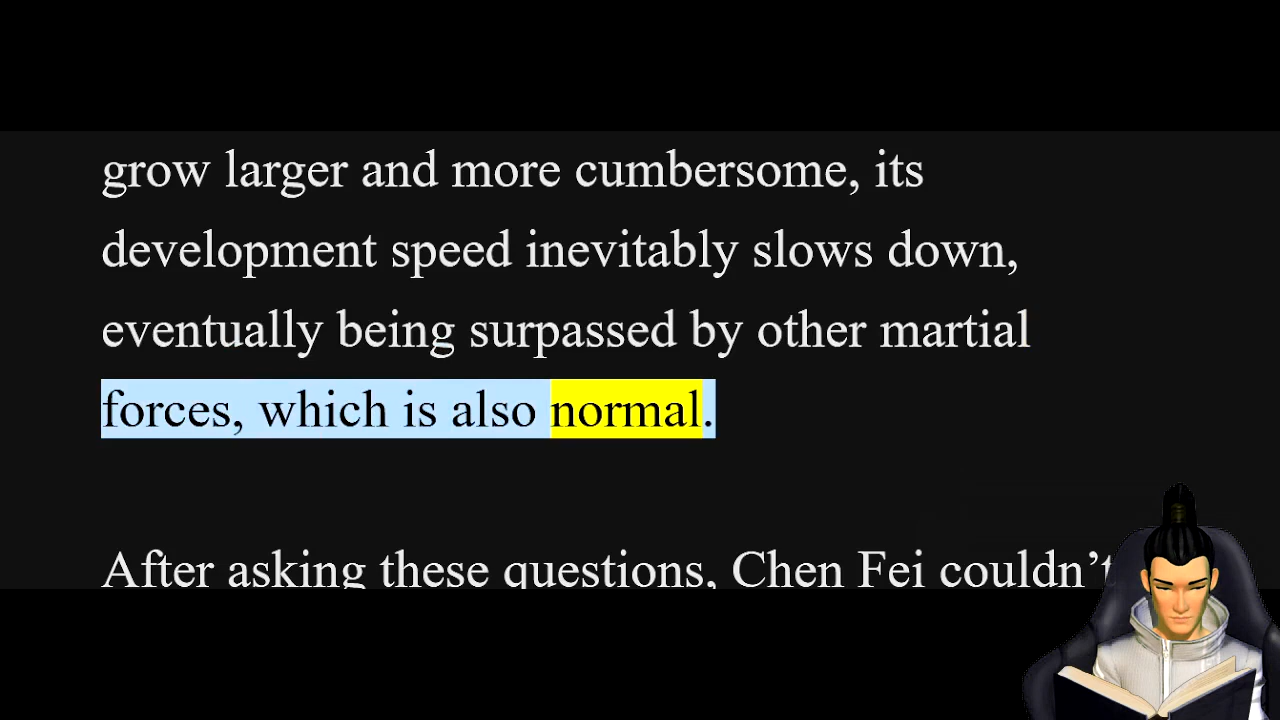 grow larger and more cumbersome, its
development speed inevitably slows down,
eventually being surpassed by other martial
forces, which is also normal.
After asking these questions, Chen Fei couldn’t